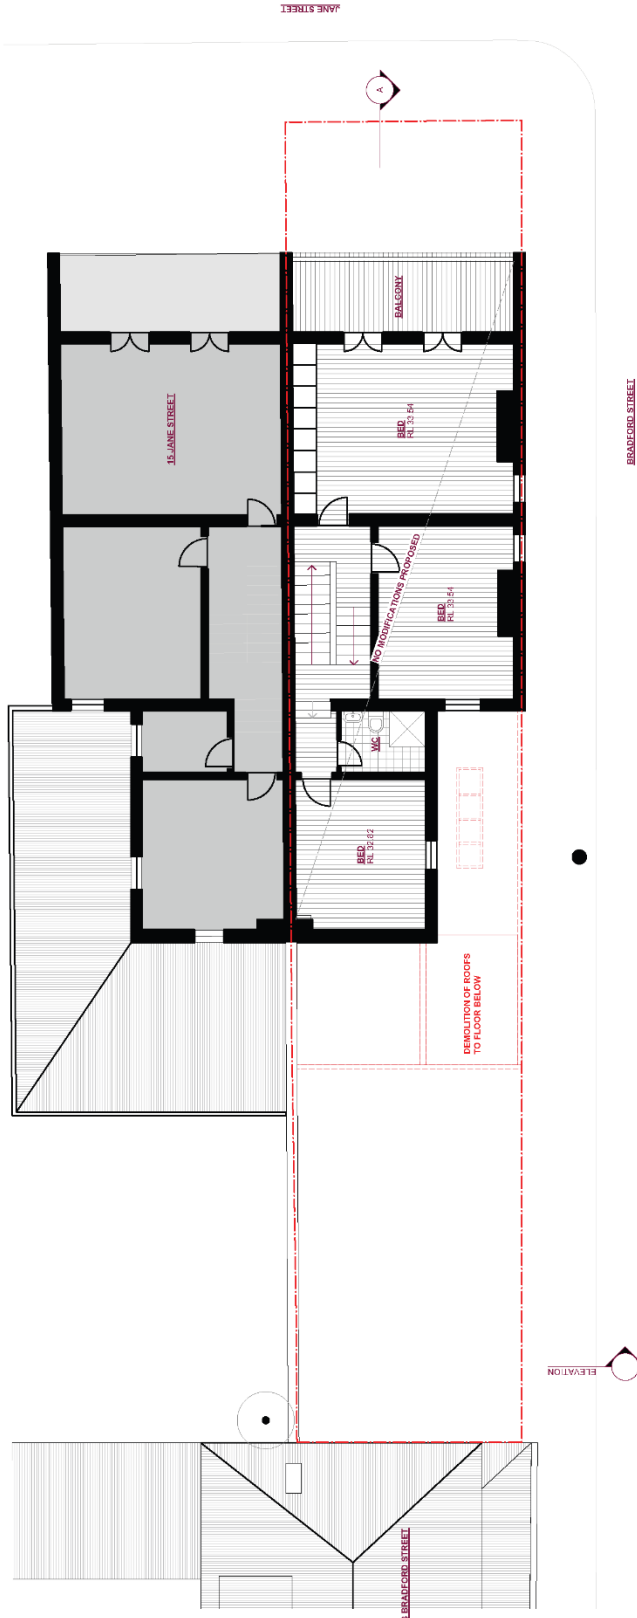 JANE STREET
A
BALCONY
BRADFORD STREET
15 JANE STREET
BED
RL 33.54
NO MODIFICATIONS PROPOSED
BED
RL 33.54
WC
BED
RL 32.62
DEMOLITION OF ROOFS
TO FLOOR BELOW
ELEVATION
BRADFORD STREET